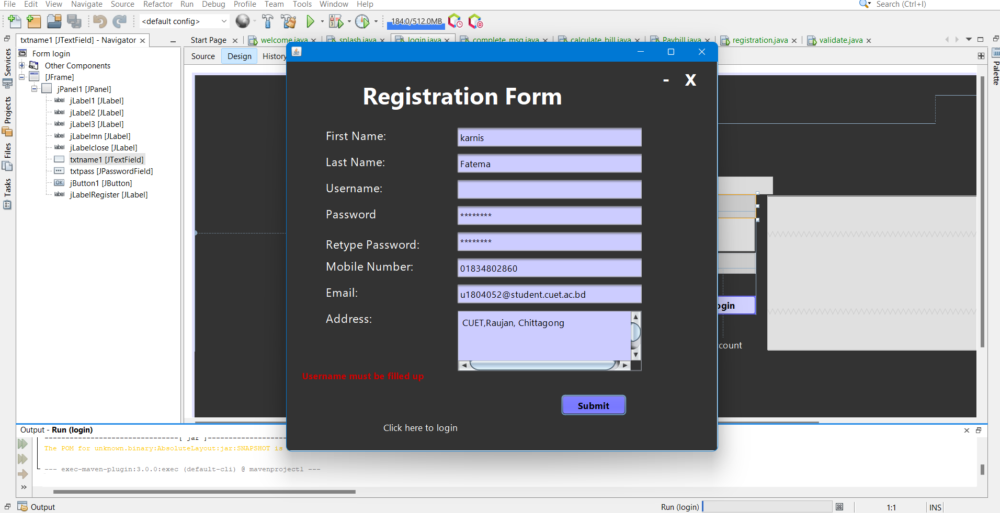 File Edit View Navigate Source Refactor Run Debug Profile Team Tools Window Help Search (Ctrl+I)
<default config> 184.0/512.0MB
txtname1 [JTextField] - Navigator
Start Page welcome.java splash.java login.java complete_msg.java calculate_bill.java Paybill.java registration.java validate.java
Source Design History
Services
Projects
Files
Tasks
Palette
Form login
Other Components
[JFrame]
jPanel1 [JPanel]
label jLabel1 [JLabel]
label jLabel2 [JLabel]
label jLabel3 [JLabel]
label jLabelmn [JLabel]
label jLabelclose [JLabel]
txtname1 [JTextField]
txtpass [JPasswordField]
OK jButton1 [JButton]
label jLabelRegister [JLabel]
- X
Registration Form
First Name: karnis
Last Name: Fatema
Username:
Password ********
Retype Password: ********
Mobile Number: 01834802860
Email: u1804052@student.cuet.ac.bd
Address: CUET,Raujan, Chittagong
Username must be filled up
Submit
Click here to login
ogin
count
Output - Run (login)
--------------------------------[ jar ]--------------------
The POM for unknown.binary:AbsoluteLayout:jar:SNAPSHOT is
--- exec-maven-plugin:3.0.0:exec (default-cli) @ mavenproject1 ---
Output Run (login) 1:1 INS